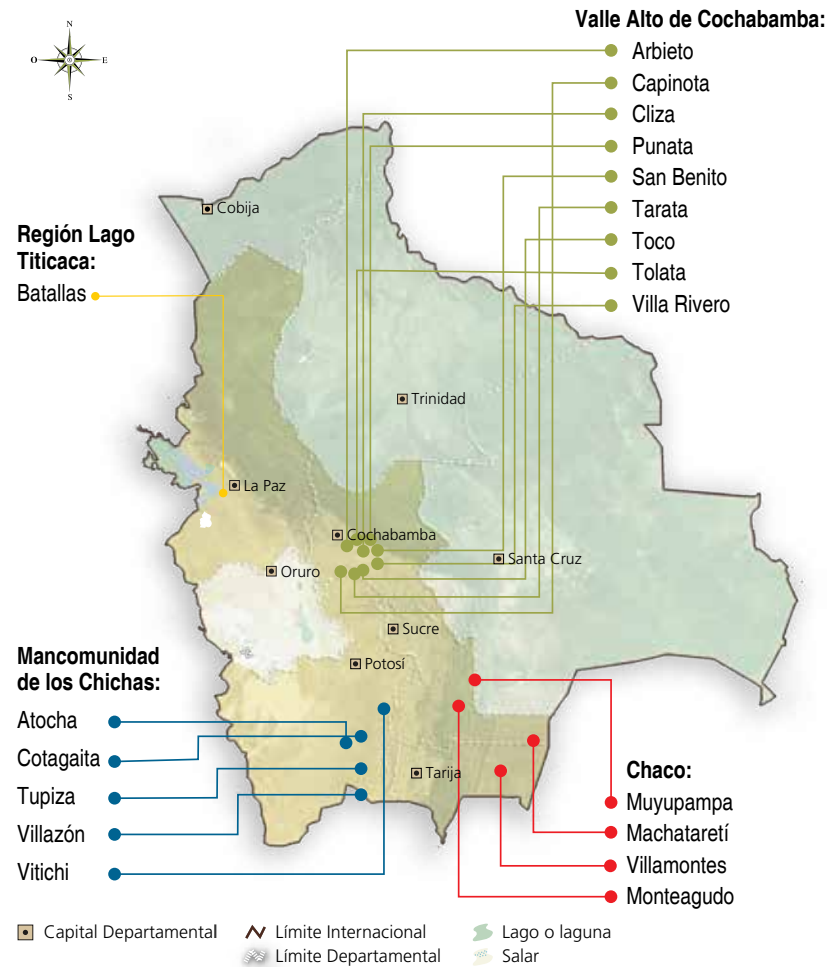 N
O
E
S
Valle Alto de Cochabamba:
Arbieto
Capinota
Cliza
Punata
San Benito
Tarata
Toco
Tolata
Villa Rivero
Cobija
Región Lago
Titicaca:
Batallas
Trinidad
La Paz
Cochabamba
Santa Cruz
Oruro
Sucre
Potosí
Tarija
Mancomunidad
de los Chichas:
Atocha
Cotagaita
Tupiza
Villazón
Vitichi
Chaco:
Muyupampa
Machataretí
Villamontes
Monteagudo
Capital Departamental
Límite Internacional
Límite Departamental
Lago o laguna
Salar